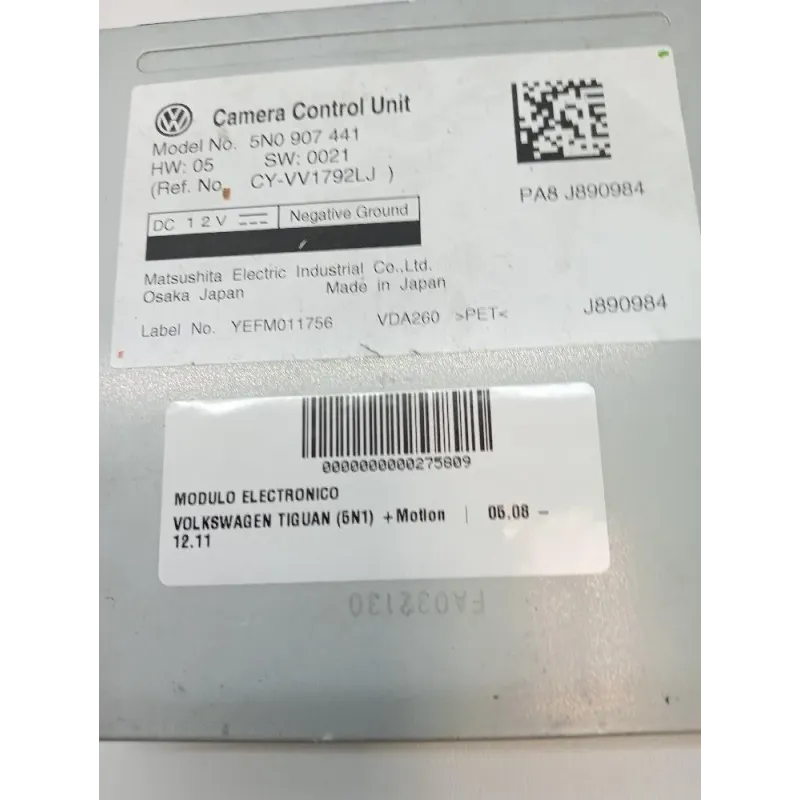 Camera Control Unit
Model No. 5N0 907 441
HW: 05 SW: 0021
(Ref. No. CY-VV1792LJ )
PA8 J890984
DC 12V Negative Ground
Matsushita Electric Industrial Co.,Ltd.
Osaka Japan Made in Japan
Label No. YEFM011756 VDA260 >PET< J890984
0000000000275809
MODULO ELECTRONICO
VOLKSWAGEN TIGUAN (5N1) +Motion | 05.08 -
12.11
FA032130